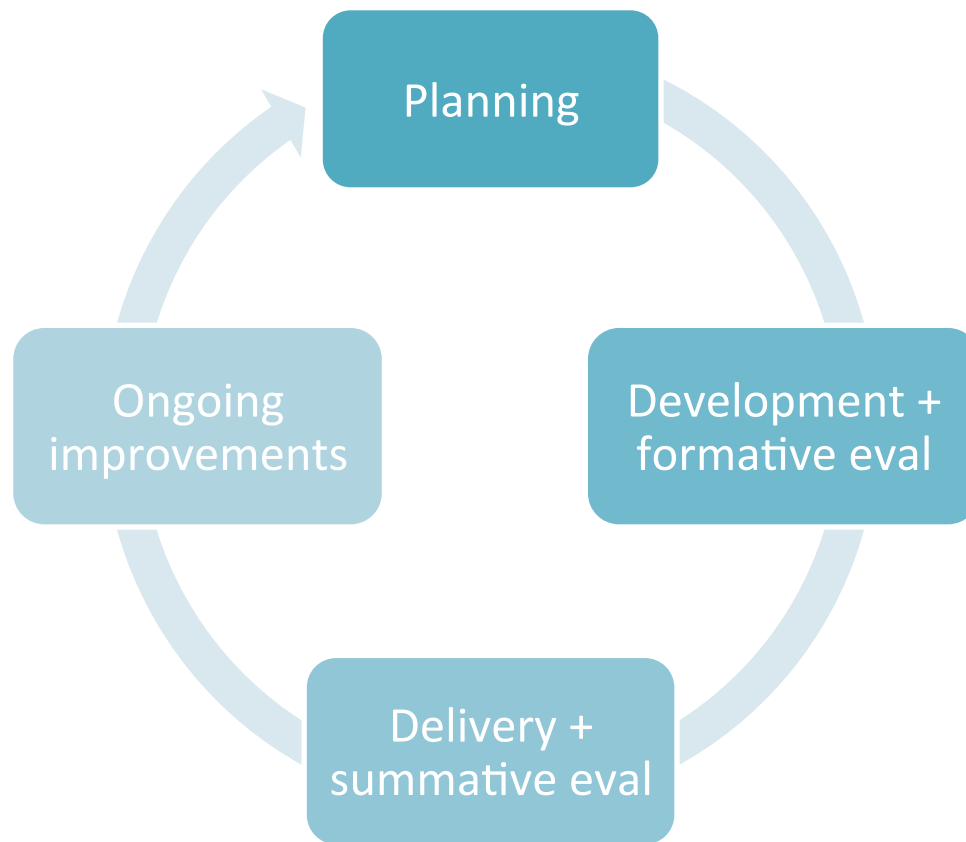 Planning
Development +
formative eval
Delivery +
summative eval
Ongoing
improvements